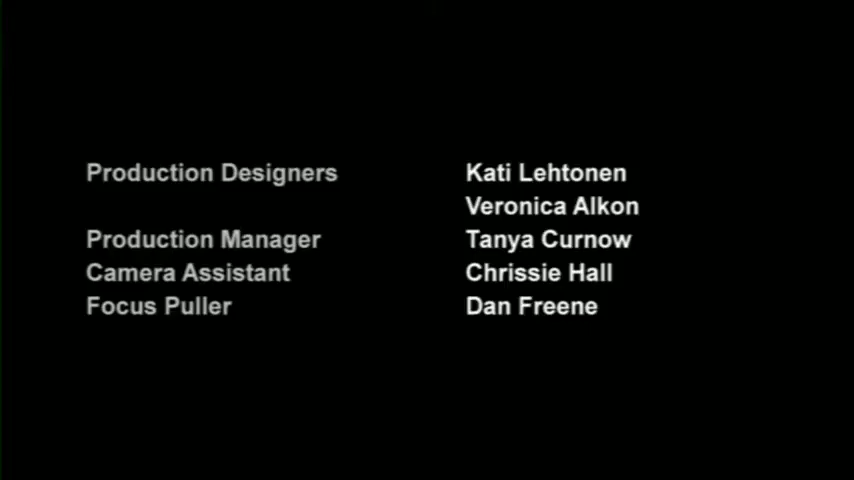 Production Designers Kati Lehtonen
Veronica Alkon
Production Manager Tanya Curnow
Camera Assistant Chrissie Hall
Focus Puller Dan Freene